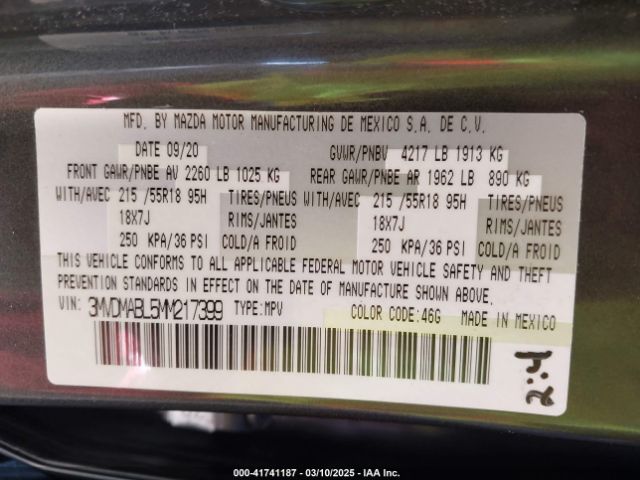 MFD. BY MAZDA MOTOR MANUFACTURING DE MEXICO S.A. DE C.V.
DATE 09/20 GVWR/PNBV 4217 LB 1913 KG
FRONT GAWR/PNBE AV 2260 LB 1025 KG REAR GAWR/PNBE AR 1962 LB 890 KG
WITH/AVEC 215 /55R18 95H TIRES/PNEUS WITH/AVEC 215 /55R18 95H TIRES/PNEUS
18X7J RIMS/JANTES 18X7J RIMS/JANTES
250 KPA/36 PSI COLD/A FROID 250 KPA/36 PSI COLD/A FROID
THIS VEHICLE CONFORMS TO ALL APPLICABLE FEDERAL MOTOR VEHICLE SAFETY AND THEFT
PREVENTION STANDARDS IN EFFECT ON THE DATE OF MANUFACTURE SHOWN ABOVE.
VIN: 3MVDMABL5MM217399 TYPE: MPV COLOR CODE: 46G MADE IN MEXICO
2:4
000-41741187 - 03/10/2025 - IAA Inc.